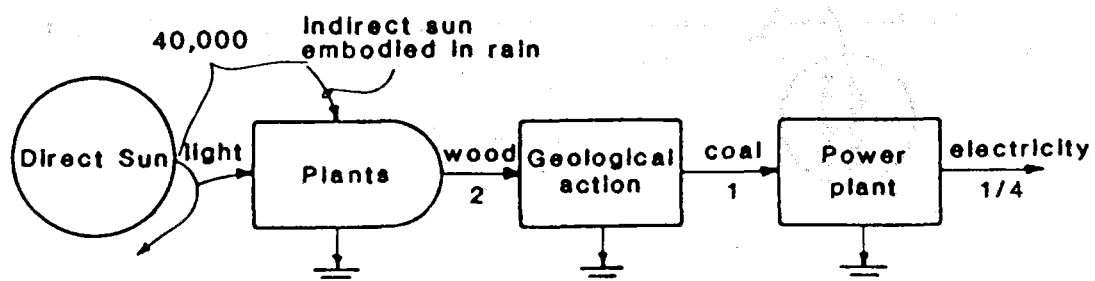 40,000
Indirect sun
embodied in rain
Direct Sun
light
Plants
wood
2
Geological
action
coal
1
Power
plant
electricity
1/4